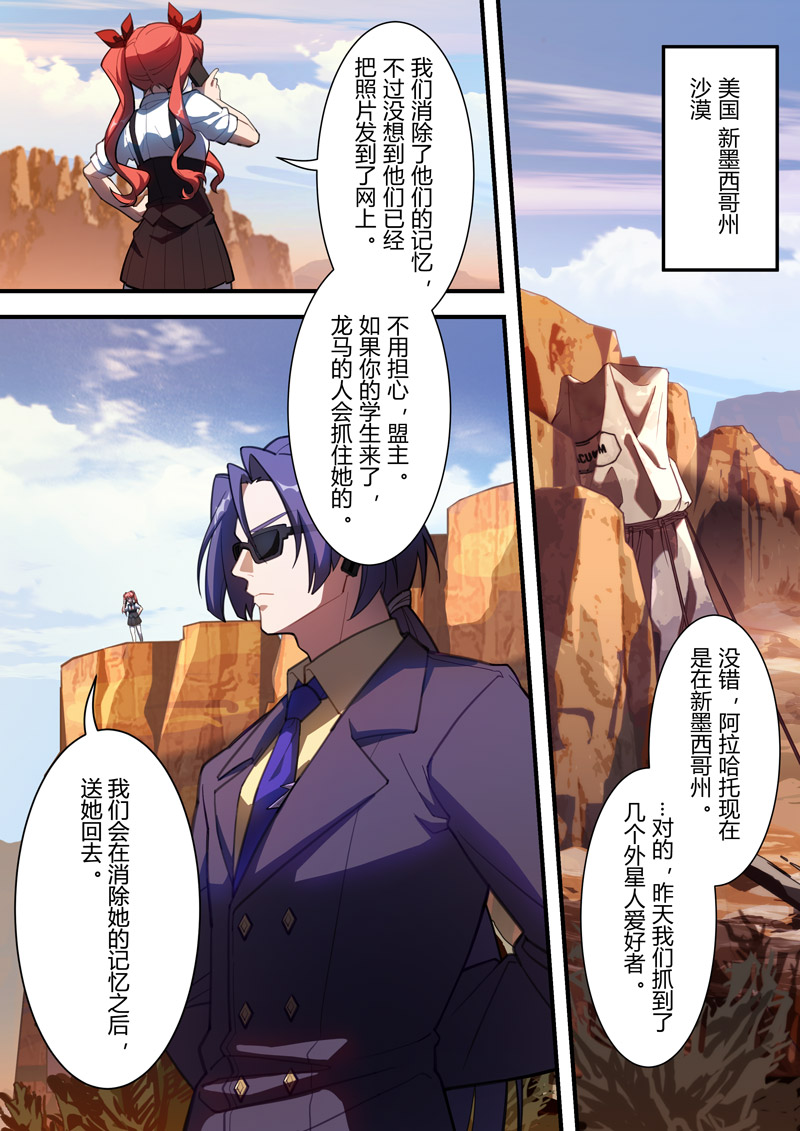 美国 新墨西哥州
沙漠
CUUM
没错，阿拉哈托现在
是在新墨西哥州。
…对的，昨天我们抓到了
几个外星人爱好者。
我们消除了他们的记忆，
不过没想到他们已经
把照片发到了网上。
不用担心，盟主。
如果你的学生来了，
龙马的人会抓住她的。
我们会在消除她的记忆之后，
送她回去。